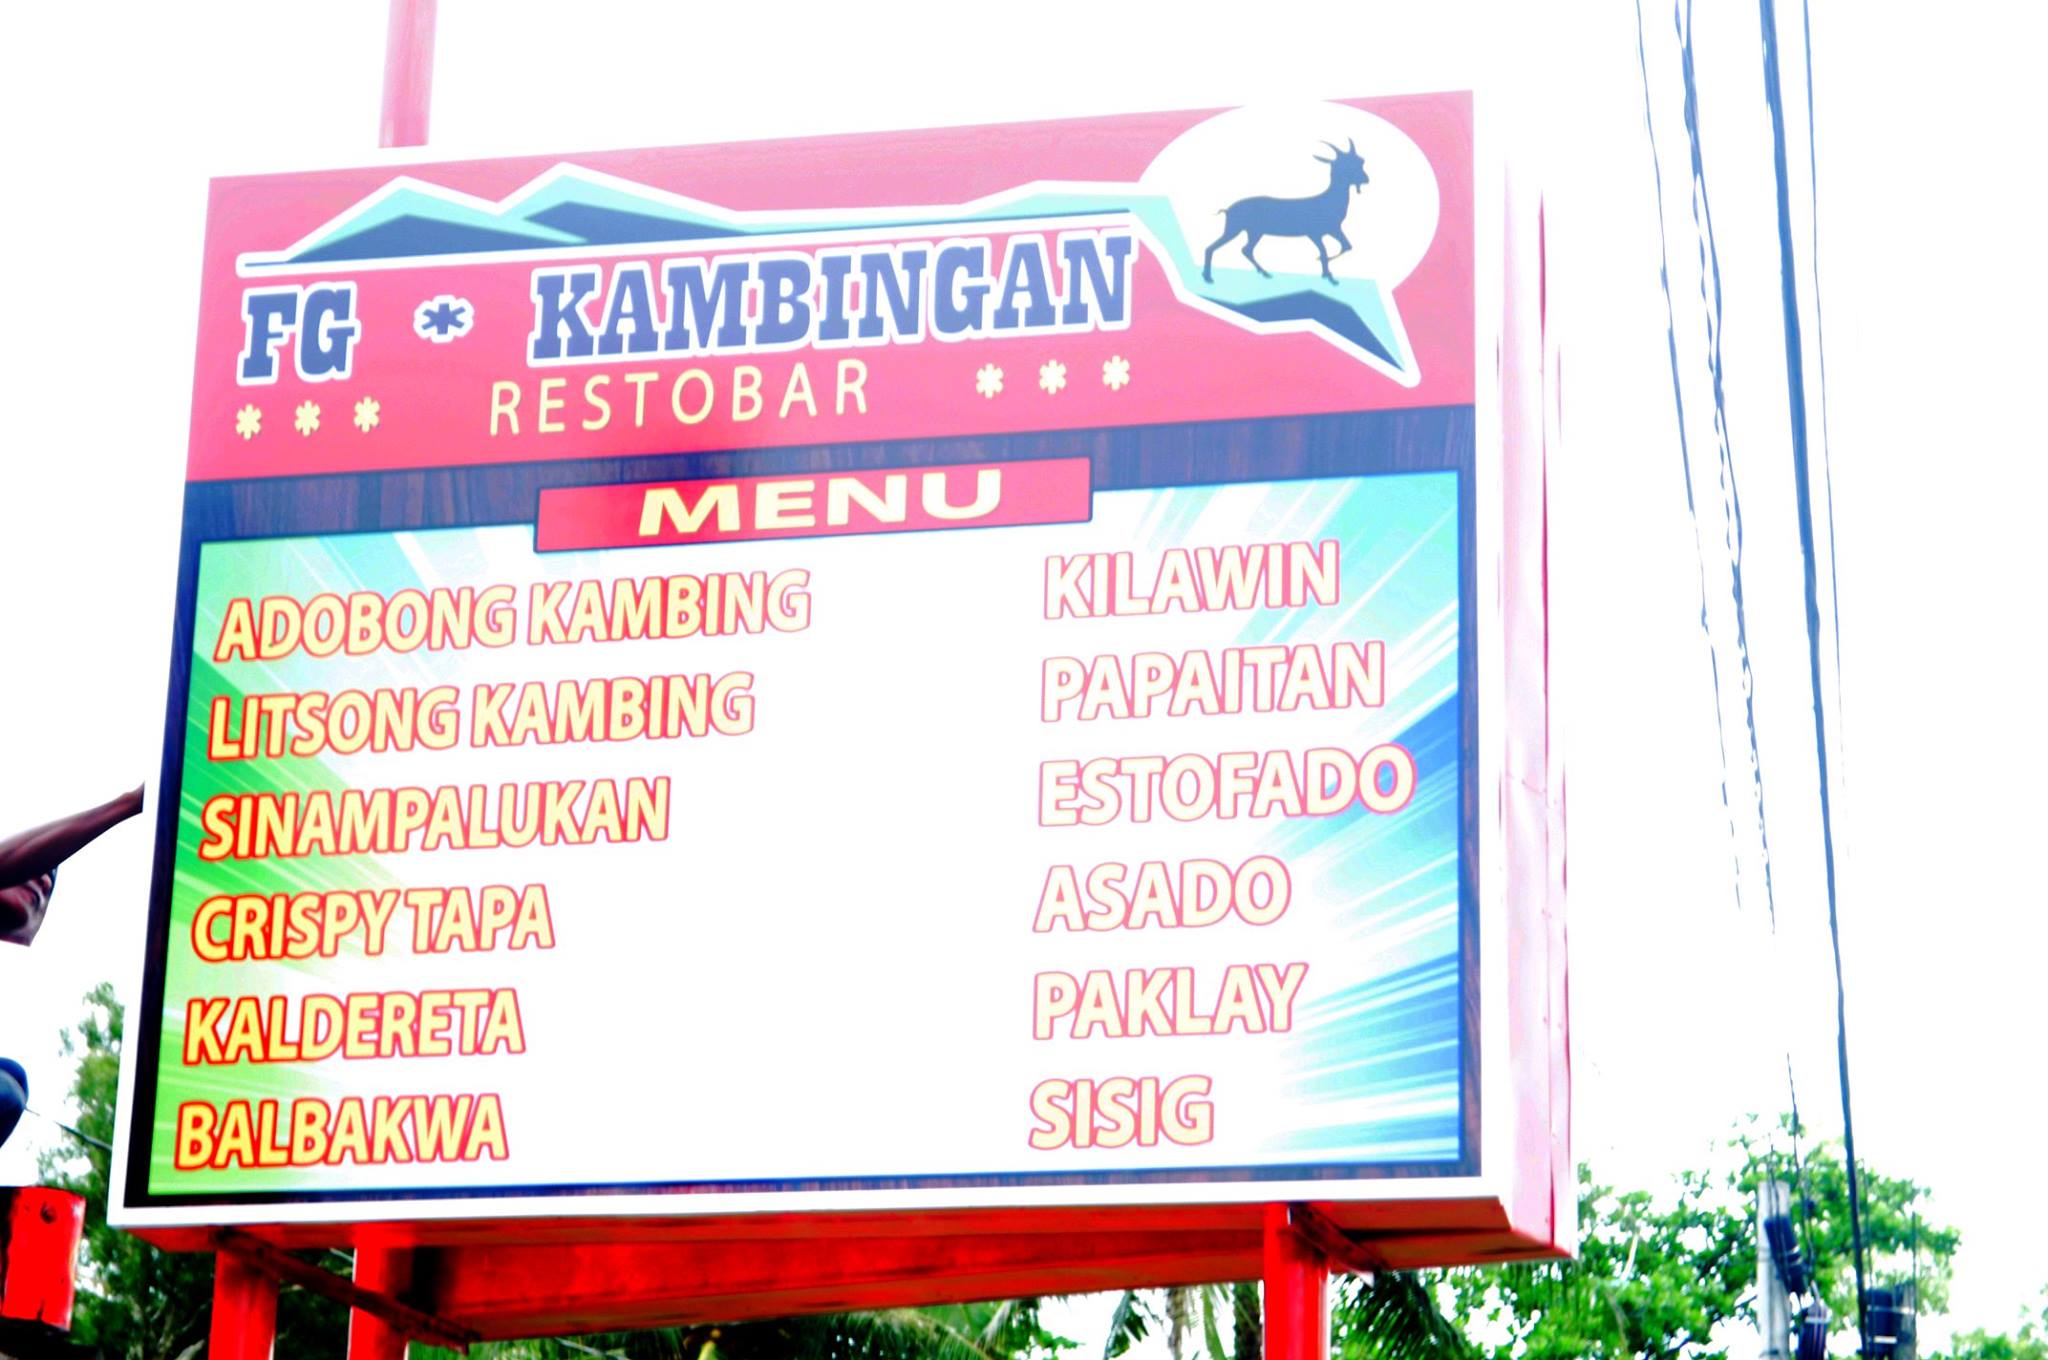 FG * KAMBINGAN
* * * RESTOBAR * * *
MENU
ADOBONG KAMBING
LITSONG KAMBING
SINAMPALUKAN
CRISPY TAPA
KALDERETA
BALBAKWA
KILAWIN
PAPAITAN
ESTOFADO
ASADO
PAKLAY
SISIG